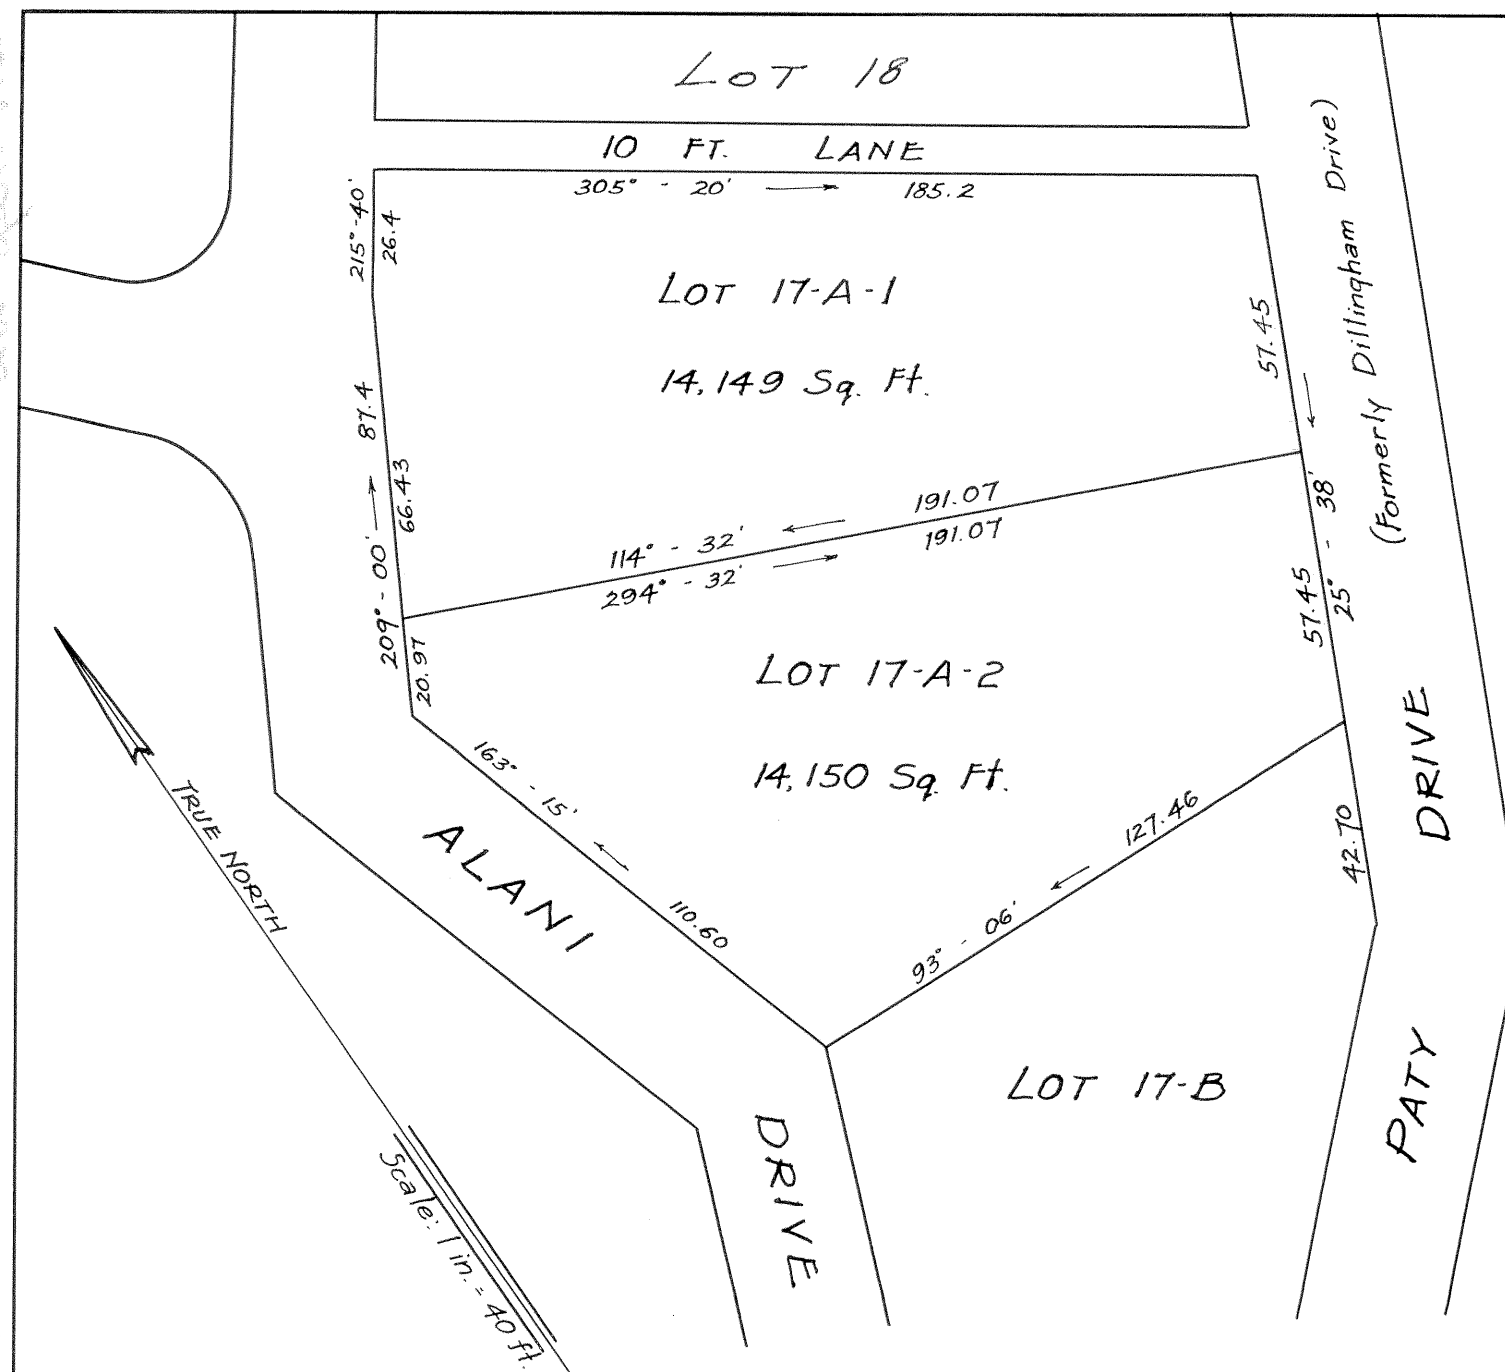 LOT 18
10 FT. LANE
305° - 20' 185.2
215° - 40'
26.4
LOT 17-A-1
14,149 Sq. Ft.
57.45
(Formerly Dillingham Drive)
87.4
209° - 00'
66.43
191.07
114° - 32'
191.07
294° - 32'
25° - 38'
57.45
20.97
LOT 17-A-2
14,150 Sq. Ft.
163° - 15'
110.60
127.46
93° - 06'
42.70
TRUE NORTH
ALANI
DRIVE
LOT 17-B
PATY DRIVE
Scale: 1 in. = 40 ft.